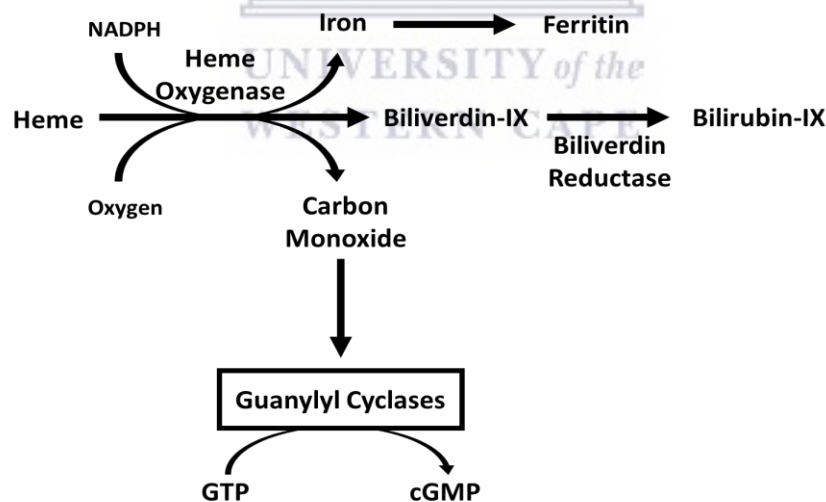 NADPH
Iron
Ferritin
UNIVERSITY of the
Heme
Oxygenase
WESTERN CAPE
Heme
Biliverdin-IX
Bilirubin-IX
Biliverdin
Reductase
Oxygen
Carbon
Monoxide
Guanylyl Cyclases
GTP
cGMP